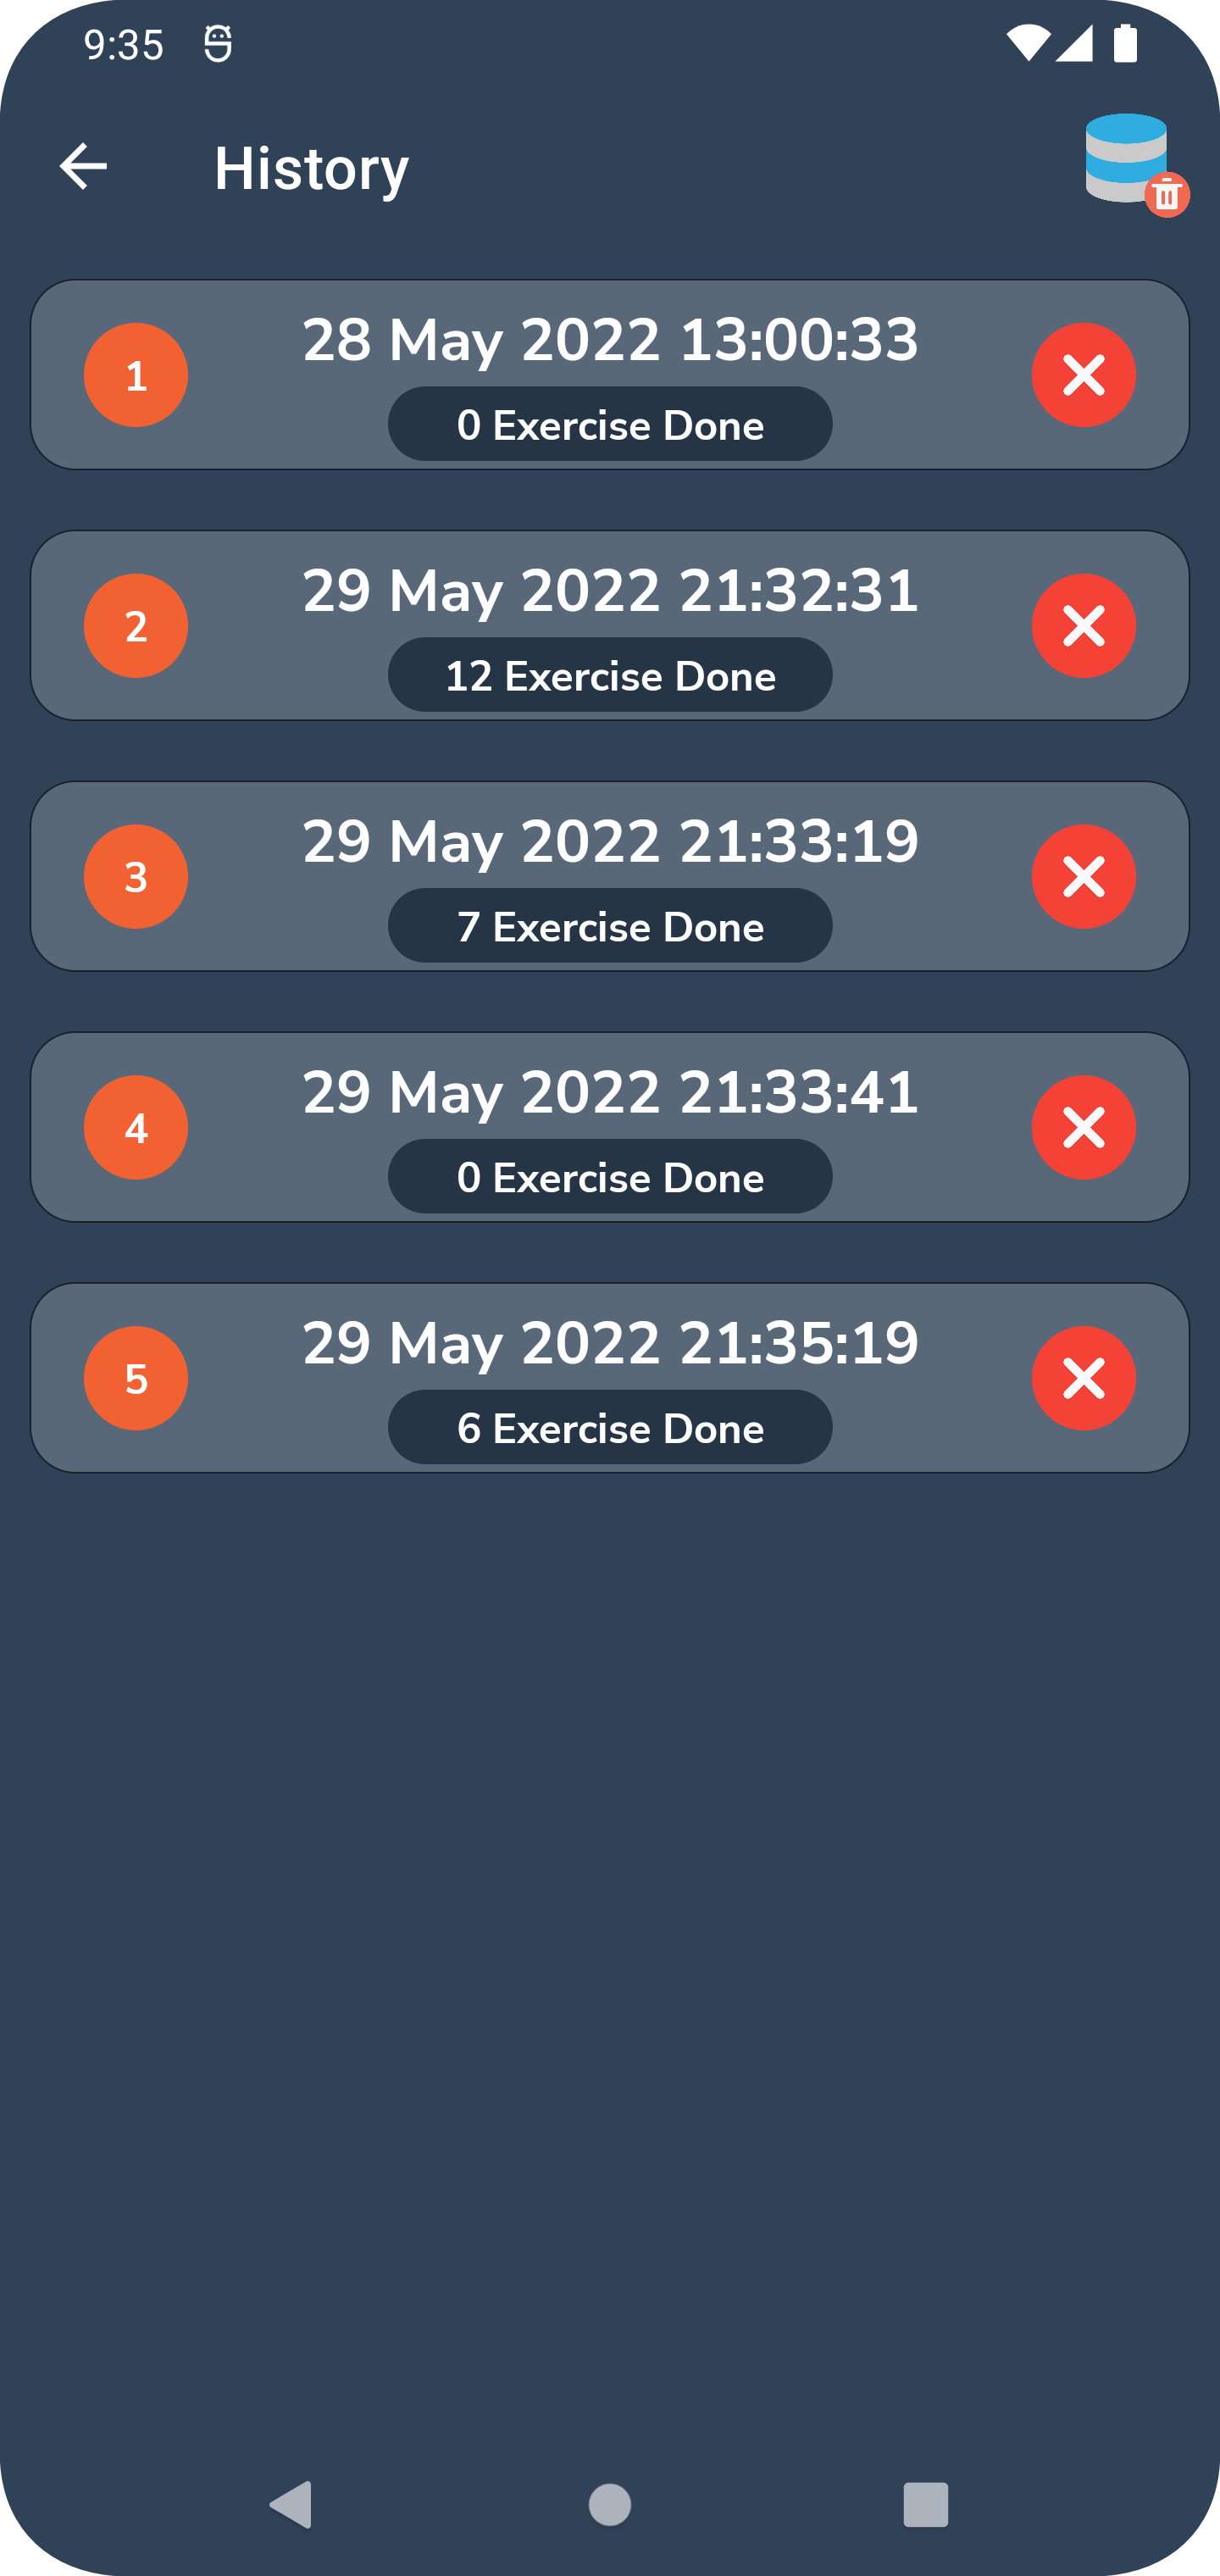 9:35
History
1
28 May 2022 13:00:33
0 Exercise Done
2
29 May 2022 21:32:31
12 Exercise Done
3
29 May 2022 21:33:19
7 Exercise Done
4
29 May 2022 21:33:41
0 Exercise Done
5
29 May 2022 21:35:19
6 Exercise Done